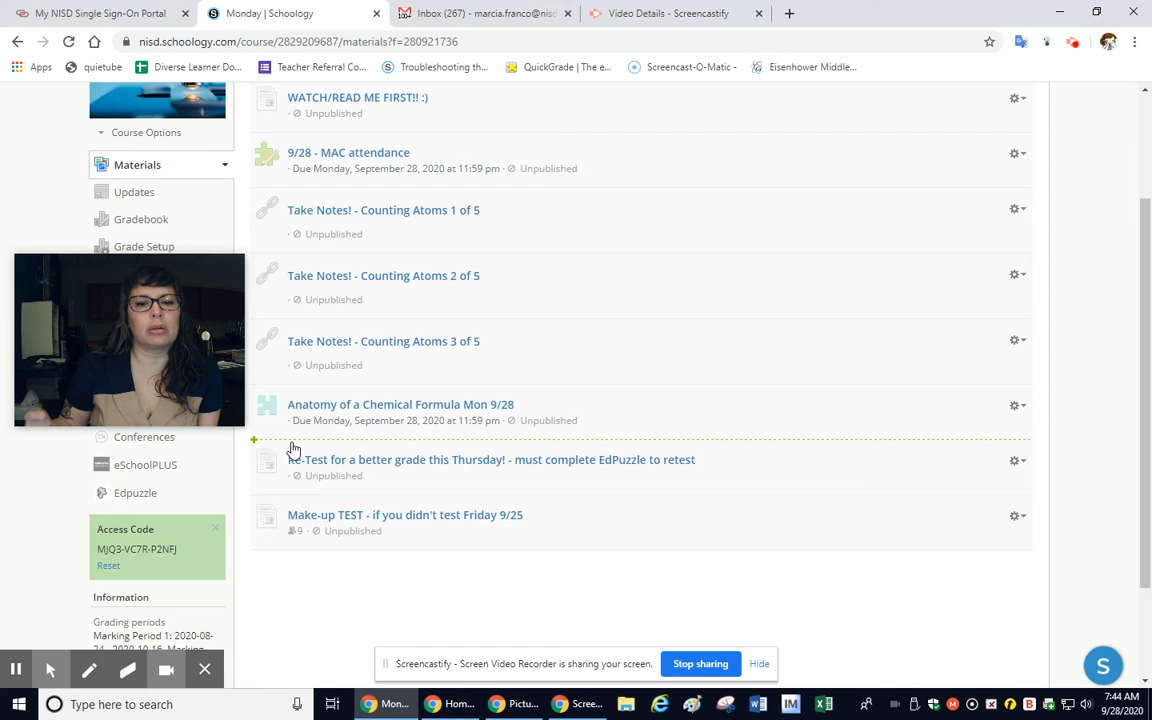 My NISD Single Sign-On Portal
Monday | Schoology
Inbox (267) - marcia.franco@nisd
Video Details - Screencastify
nisd.schoology.com/course/2829209687/materials?f=280921736
Apps
quietube
Diverse Learner Do...
Teacher Referral Co...
Troubleshooting th...
QuickGrade | The e...
Screencast-O-Matic -
Eisenhower Medic...
WATCH/READ ME FIRST!! :)
Unpublished
Course Options
Materials
9/28 - MAC attendance
· Due Monday, September 28, 2020 at 11:59 pm · Unpublished
Updates
Gradebook
Take Notes! - Counting Atoms 1 of 5
· Unpublished
Grade Setup
Take Notes! - Counting Atoms 2 of 5
· Unpublished
Take Notes! - Counting Atoms 3 of 5
· Unpublished
Anatomy of a Chemical Formula Mon 9/28
· Due Monday, September 28, 2020 at 11:59 pm · Unpublished
Conferences
eSchoolPLUS
Re-Test for a better grade this Thursday! - must complete EdPuzzle to retest
· Unpublished
Edpuzzle
Make-up TEST - if you didn't test Friday 9/25
9 · Unpublished
Access Code
MJQ3-VC7R-P2NFJ
Reset
Information
Grading periods
Marking Period 1: 2020-08-
Screencastify - Screen Video Recorder is sharing your screen.
Stop sharing
Hide
S
Type here to search
Mon...
Hom...
Pictu...
Scree...
IM
7:44 AM
9/28/2020